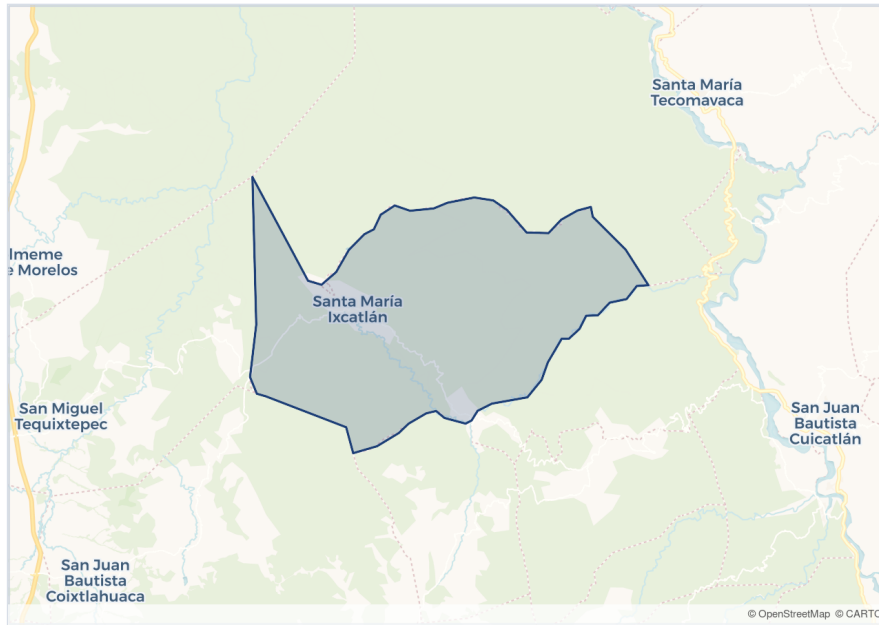 Santa María
Tecomavaca
lmeme
e Morelos
Santa María
Ixcatlán
San Miguel
Tequixtepec
San Juan
Bautista
Cuicatlán
San Juan
Bautista
Coixtlahuaca
© OpenStreetMap © CARTO